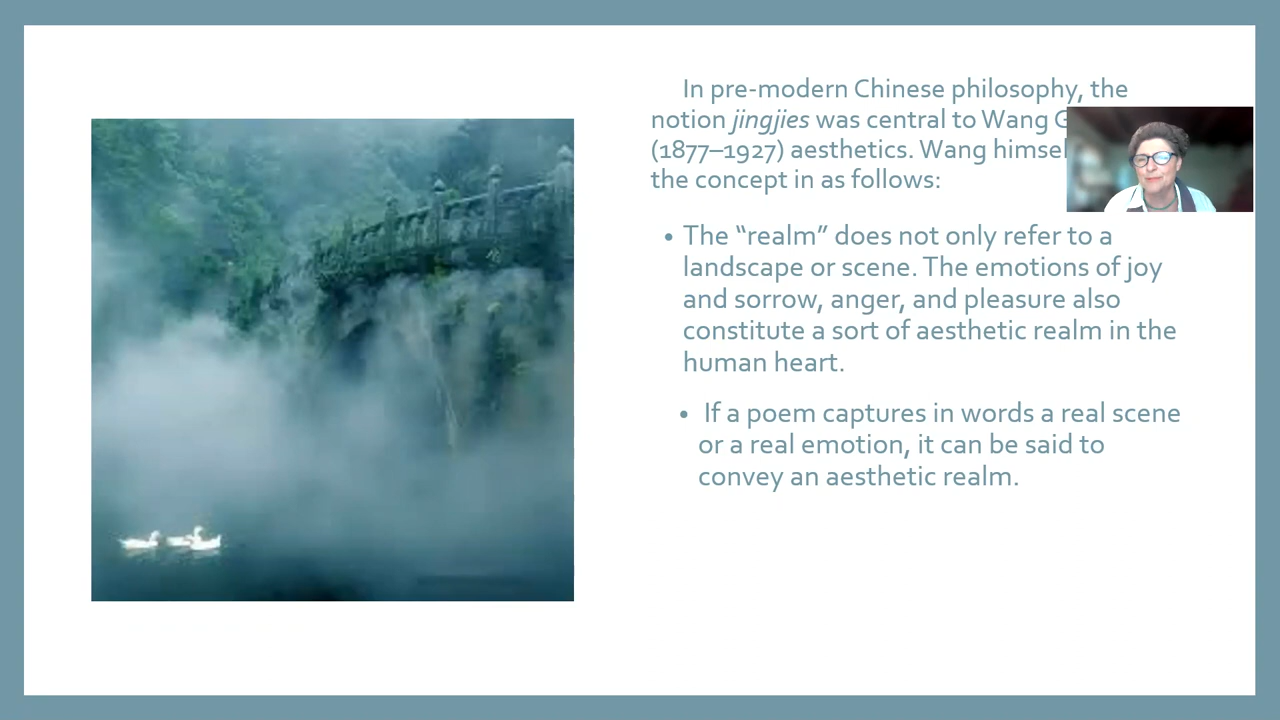 In pre-modern Chinese philosophy, the
notion jingjies was central to Wang
(1877–1927) aesthetics. Wang
the concept in as follows:
• The “realm” does not only refer to a
landscape or scene. The emotions of joy
and sorrow, anger, and pleasure also
constitute a sort of aesthetic realm in the
human heart.
• If a poem captures in words a real scene
or a real emotion, it can be said to
convey an aesthetic realm.